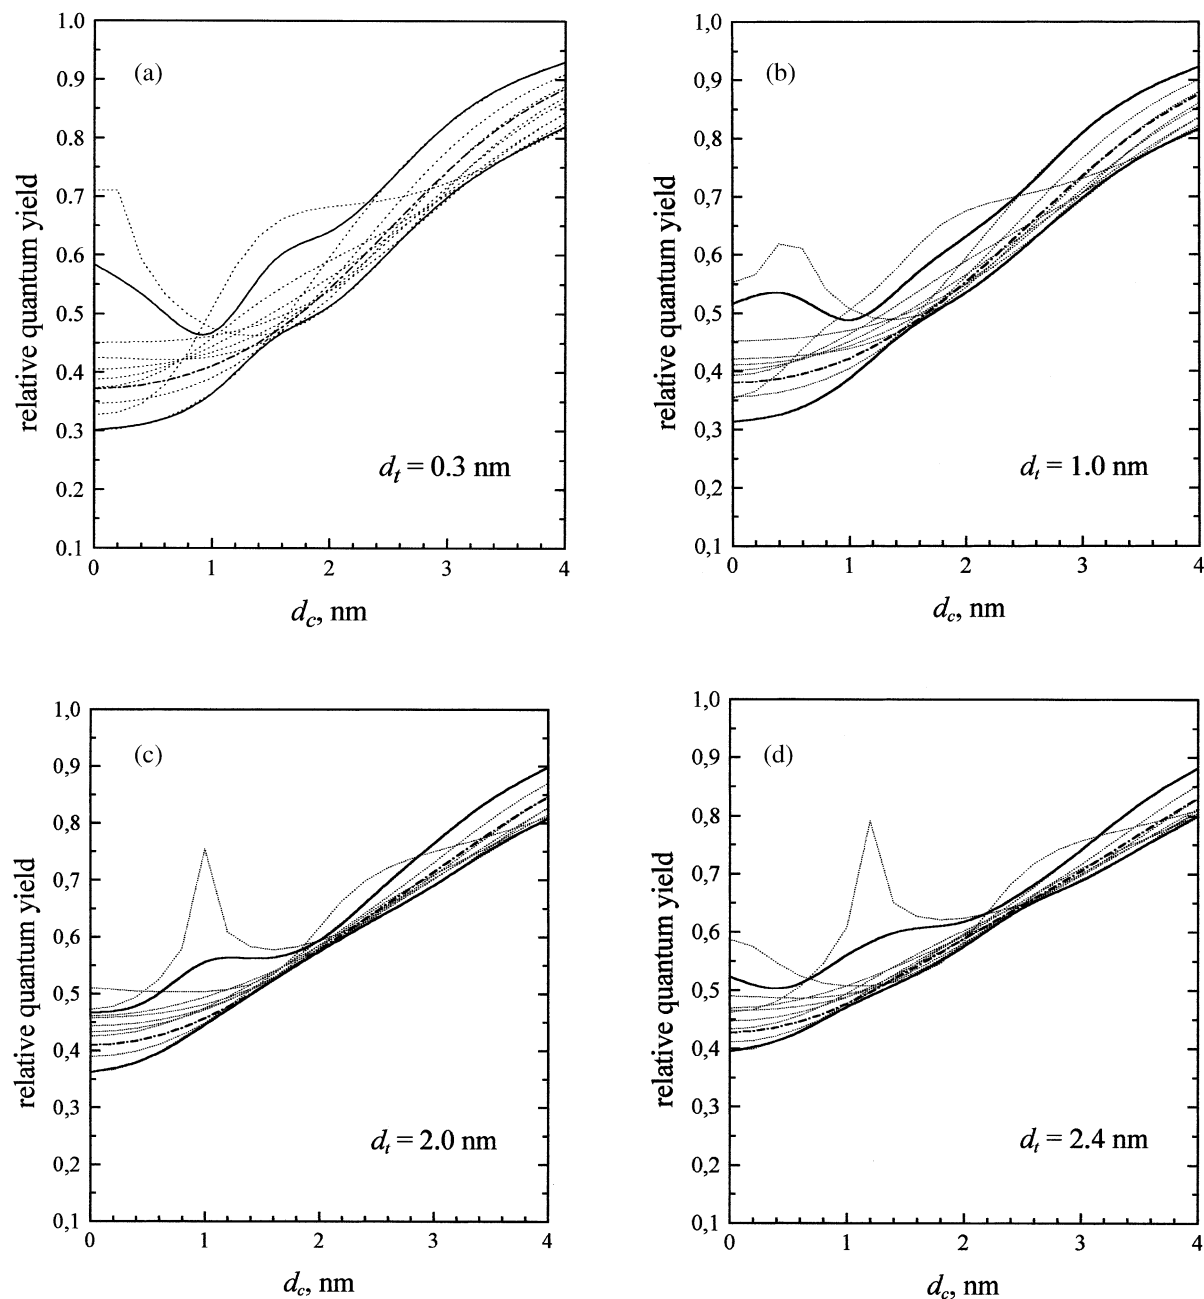 (a)
1.0
0.9
0.8
0.7
0.6
0.5
0.4
0.3
0.2
0.1
relative quantum yield
d_t = 0.3 nm
0 1 2 3 4
d_c, nm
(b)
1.0
0.9
0.8
0.7
0.6
0.5
0.4
0.3
0.2
0.1
relative quantum yield
d_t = 1.0 nm
0 1 2 3 4
d_c, nm
(c)
1,0
0,9
0,8
0,7
0,6
0,5
0,4
0,3
0,2
0,1
relative quantum yield
d_t = 2.0 nm
0 1 2 3 4
d_c, nm
(d)
1,0
0,9
0,8
0,7
0,6
0,5
0,4
0,3
0,2
0,1
relative quantum yield
d_t = 2.4 nm
0 1 2 3 4
d_c, nm